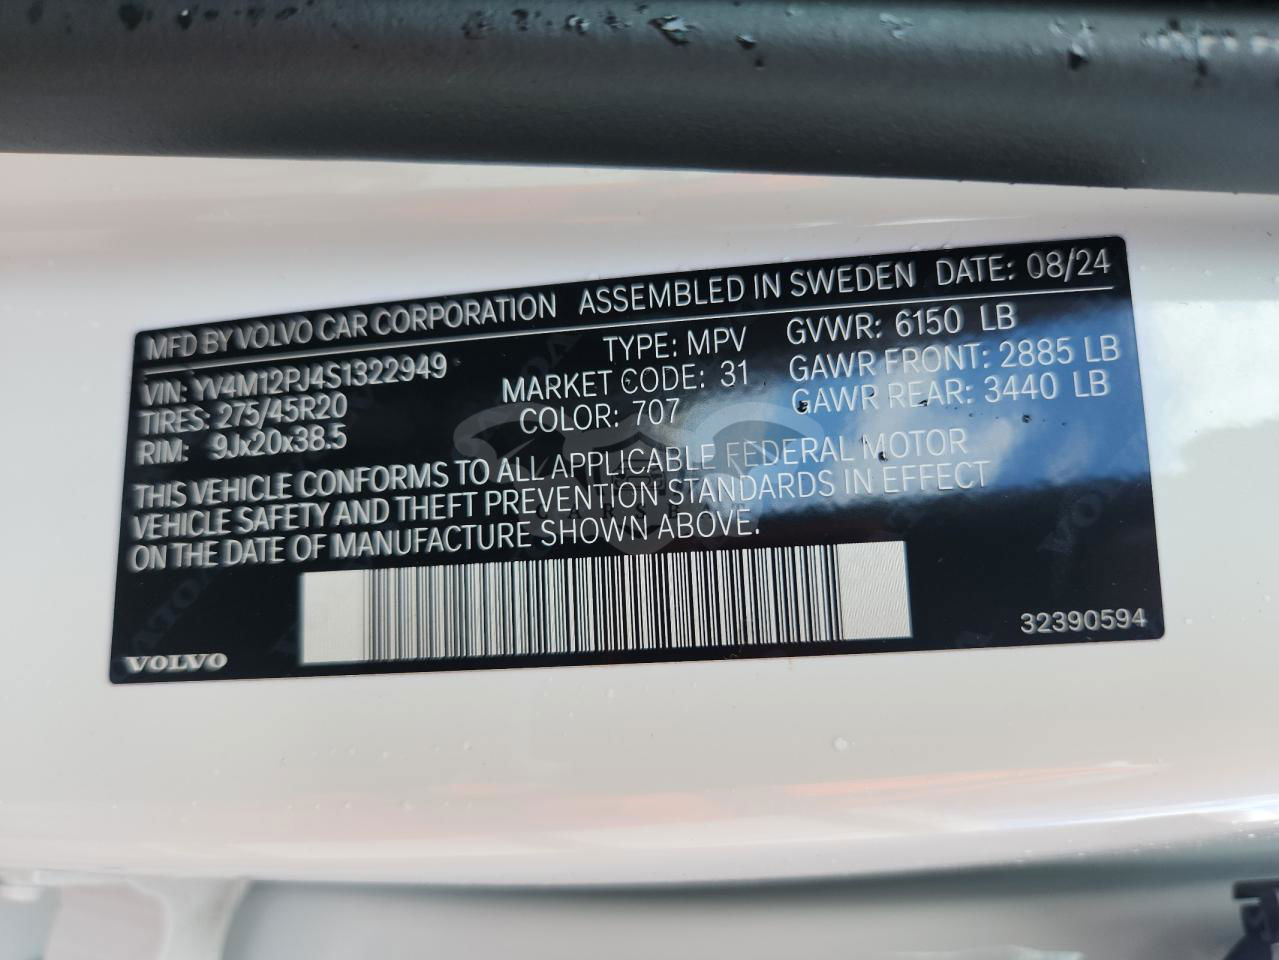 MFD BY VOLVO CAR CORPORATION ASSEMBLED IN SWEDEN DATE: 08/24
VIN: YV4M12PJ4S1322949 TYPE: MPV GVWR: 6150 LB
TIRES: 275/45R20 MARKET CODE: 31 GAWR FRONT: 2885 LB
RIM: 9Jx20x38.5 COLOR: 707 GAWR REAR: 3440 LB
THIS VEHICLE CONFORMS TO ALL APPLICABLE FEDERAL MOTOR
VEHICLE SAFETY AND THEFT PREVENTION STANDARDS IN EFFECT
ON THE DATE OF MANUFACTURE SHOWN ABOVE.
32390594
VOLVO